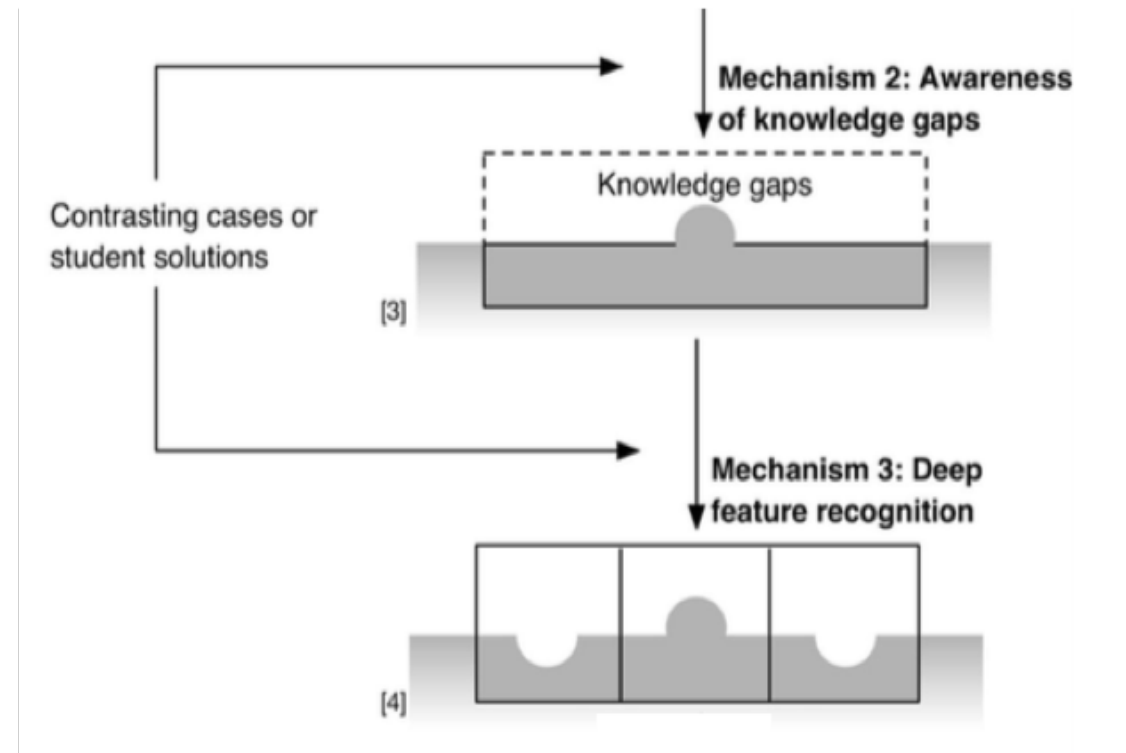 Mechanism 2: Awareness
of knowledge gaps
Knowledge gaps
Contrasting cases or
student solutions
[3]
Mechanism 3: Deep
feature recognition
[4]